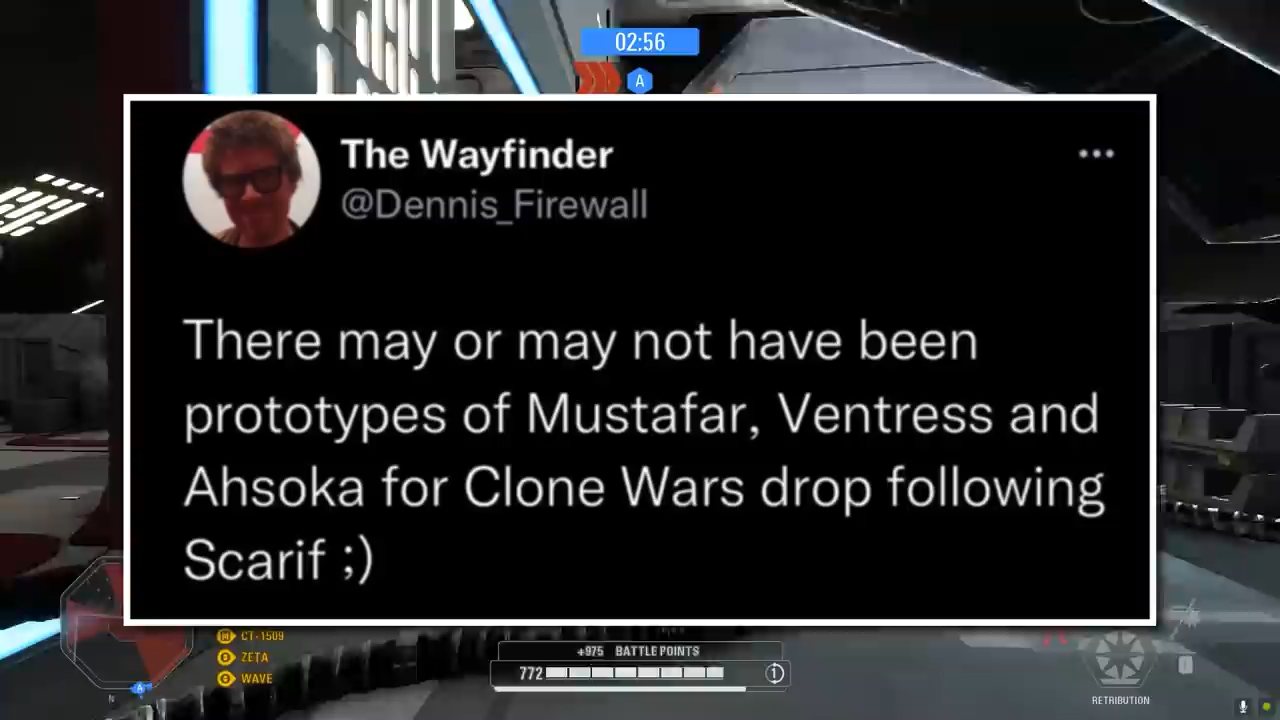 02:56
A
The Wayfinder
@Dennis_Firewall
There may or may not have been
prototypes of Mustafar, Ventress and
Ahsoka for Clone Wars drop following
Scarif ;)
CT-1509
ZETA
WAVE
N
A
+975 BATTLE POINTS
772
1
RETRIBUTION